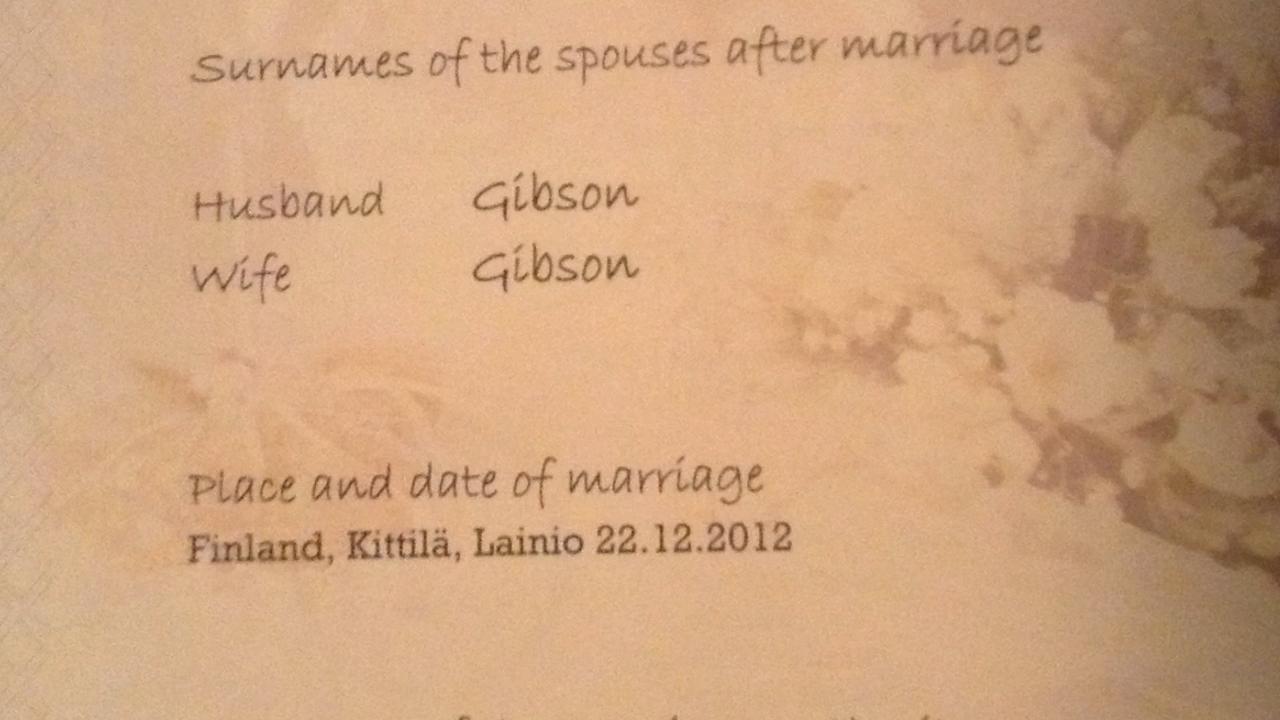 Surnames of the spouses after marriage
Husband Gibson
Wife Gibson
Place and date of marriage
Finland, Kittilä, Lainio 22.12.2012